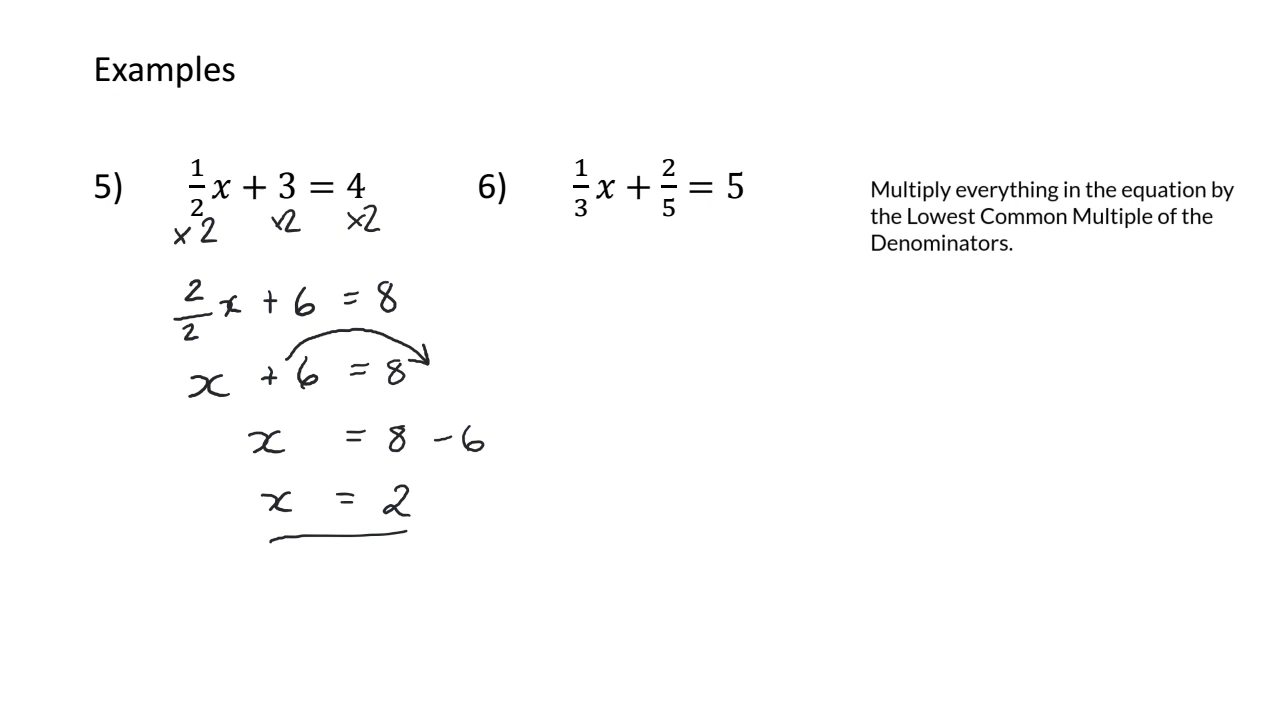 Examples
5) 1/2 x + 3 = 4
×2 ×2 ×2
2/2 x + 6 = 8
x + 6 = 8
x = 8 - 6
x = 2
6) 1/3 x + 2/5 = 5
Multiply everything in the equation by
the Lowest Common Multiple of the
Denominators.